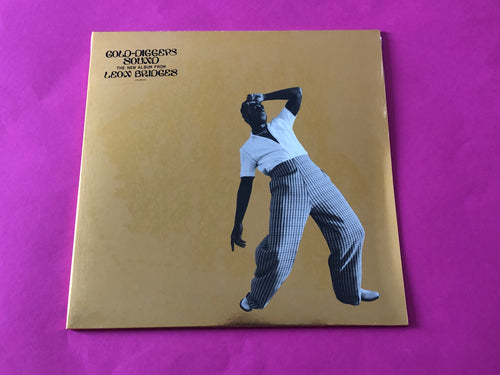 GOLD-DIGGERS
SOUND
THE NEW ALBUM FROM
LEON BRIDGES